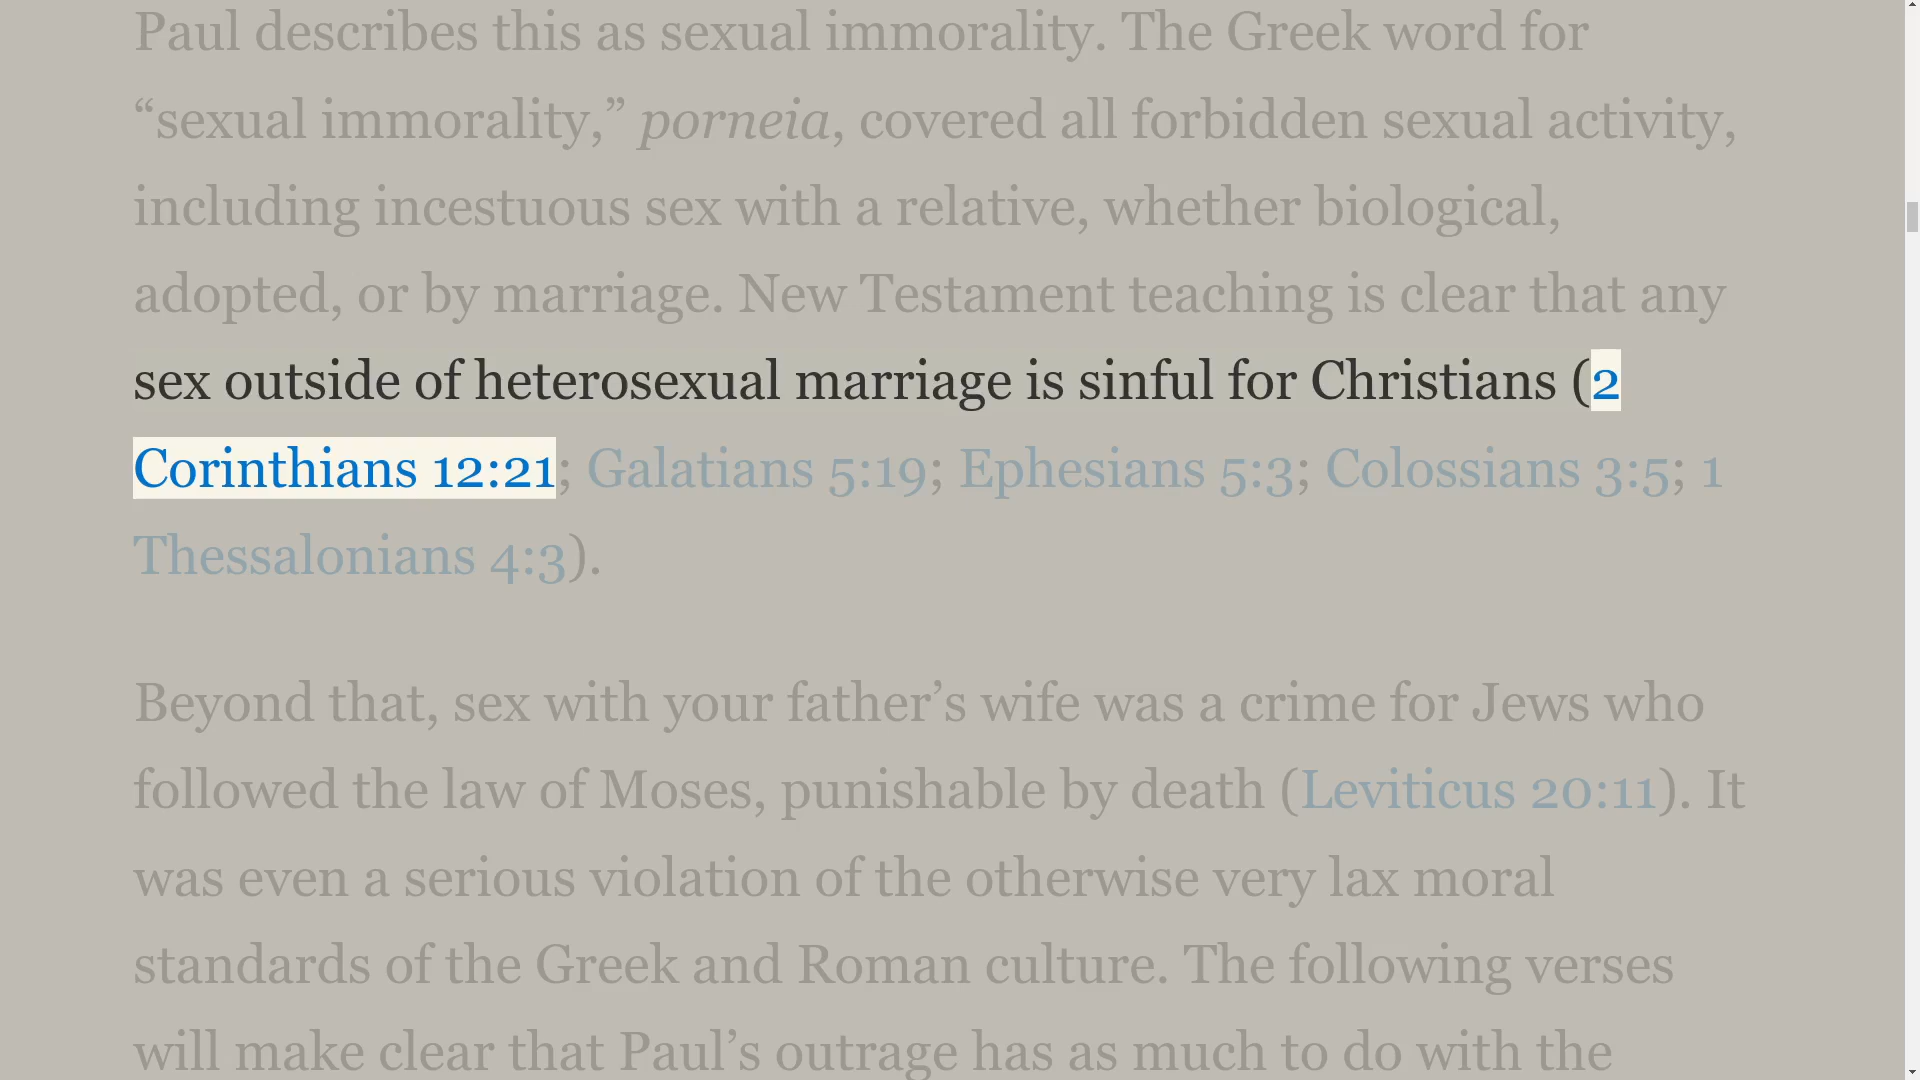 Paul describes this as sexual immorality. The Greek word for
“sexual immorality,” porneia, covered all forbidden sexual activity,
including incestuous sex with a relative, whether biological,
adopted, or by marriage. New Testament teaching is clear that any
sex outside of heterosexual marriage is sinful for Christians (2
Corinthians 12:21; Galatians 5:19; Ephesians 5:3; Colossians 3:5; 1
Thessalonians 4:3).
Beyond that, sex with your father’s wife was a crime for Jews who
followed the law of Moses, punishable by death (Leviticus 20:11). It
was even a serious violation of the otherwise very lax moral
standards of the Greek and Roman culture. The following verses
will make clear that Paul’s outrage has as much to do with the